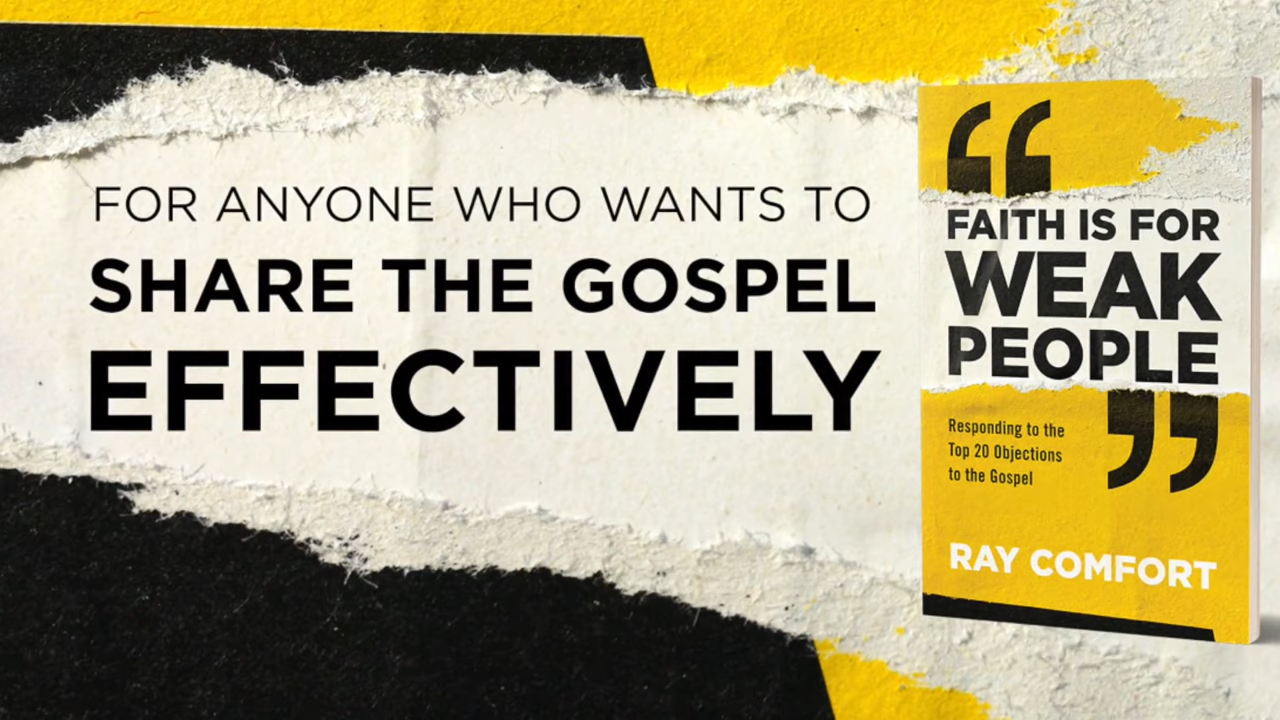 FOR ANYONE WHO WANTS TO
SHARE THE GOSPEL
EFFECTIVELY
“
FAITH IS FOR
WEAK
PEOPLE
”
Responding to the
Top 20 Objections
to the Gospel
RAY COMFORT